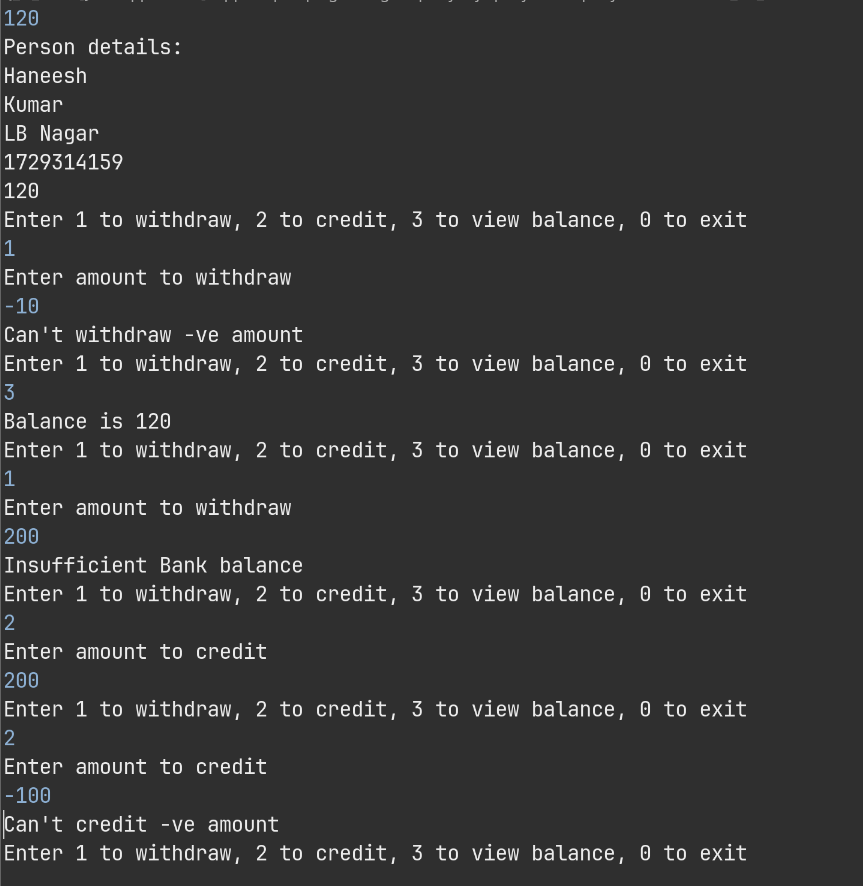 120
Person details:
Haneesh
Kumar
LB Nagar
1729314159
120
Enter 1 to withdraw, 2 to credit, 3 to view balance, 0 to exit
1
Enter amount to withdraw
-10
Can't withdraw -ve amount
Enter 1 to withdraw, 2 to credit, 3 to view balance, 0 to exit
3
Balance is 120
Enter 1 to withdraw, 2 to credit, 3 to view balance, 0 to exit
1
Enter amount to withdraw
200
Insufficient Bank balance
Enter 1 to withdraw, 2 to credit, 3 to view balance, 0 to exit
2
Enter amount to credit
200
Enter 1 to withdraw, 2 to credit, 3 to view balance, 0 to exit
2
Enter amount to credit
-100
Can't credit -ve amount
Enter 1 to withdraw, 2 to credit, 3 to view balance, 0 to exit